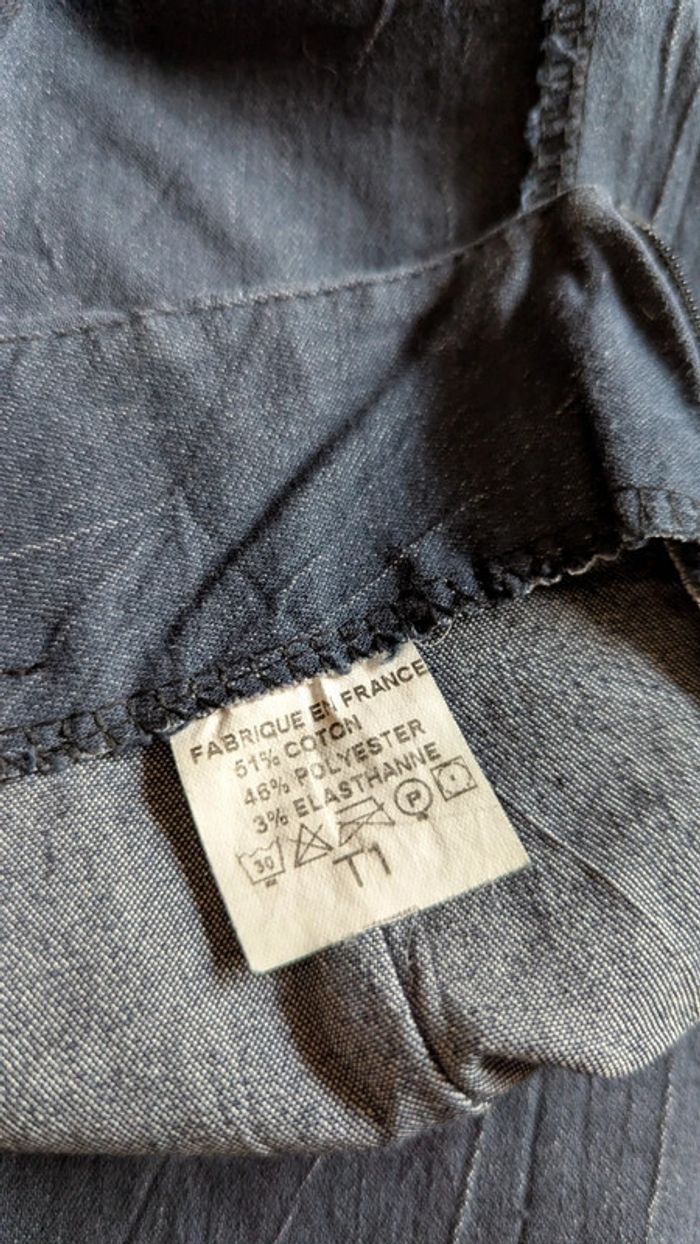 FABRIQUE EN FRANCE
51% COTON
46% POLYESTER
3% ELASTHANNE
30 P
T1